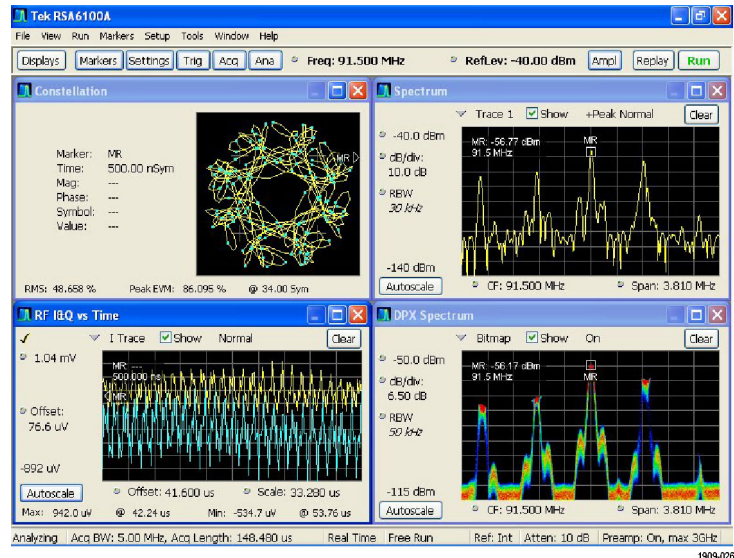 Tek RSA6100A
File View Run Markers Setup Tools Window Help
Displays Markers Settings Trig Acq Ana Freq: 91.500 MHz RefLev: -40.00 dBm Ampl Replay Run
Constellation
Marker: MR
Time: 500.00 nSym
Mag: ---
Phase: ---
Symbol: ---
Value: ---
MR
RMS: 48.658 % Peak EVM: 86.095 % @ 34.00 Sym
Spectrum
Trace 1 Show +Peak Normal Clear
-40.0 dBm
dB/div:
10.0 dB
RBW
30 kHz
-140 dBm
MR: -56.77 dBm
91.5 MHz
MR
Autoscale CF: 91.500 MHz Span: 3.810 MHz
RF I&Q vs Time
I Trace Show Normal Clear
1.04 mV
Offset:
76.6 uV
-892 uV
MR: ---
500.000 ns
MR
Autoscale Offset: 41.600 us Scale: 33.280 us
Max: 942.0 uV @ 42.24 us Min: -534.7 uV @ 53.76 us
DPX Spectrum
Bitmap Show On Clear
-50.0 dBm
dB/div:
6.50 dB
RBW
50 kHz
-115 dBm
MR: -56.17 dBm
91.5 MHz
MR
Autoscale CF: 91.500 MHz Span: 3.810 MHz
Analyzing Acq BW: 5.00 MHz, Acq Length: 148.480 us Real Time Free Run Ref: Int Atten: 10 dB Preamp: On, max 3GHz
1909-026